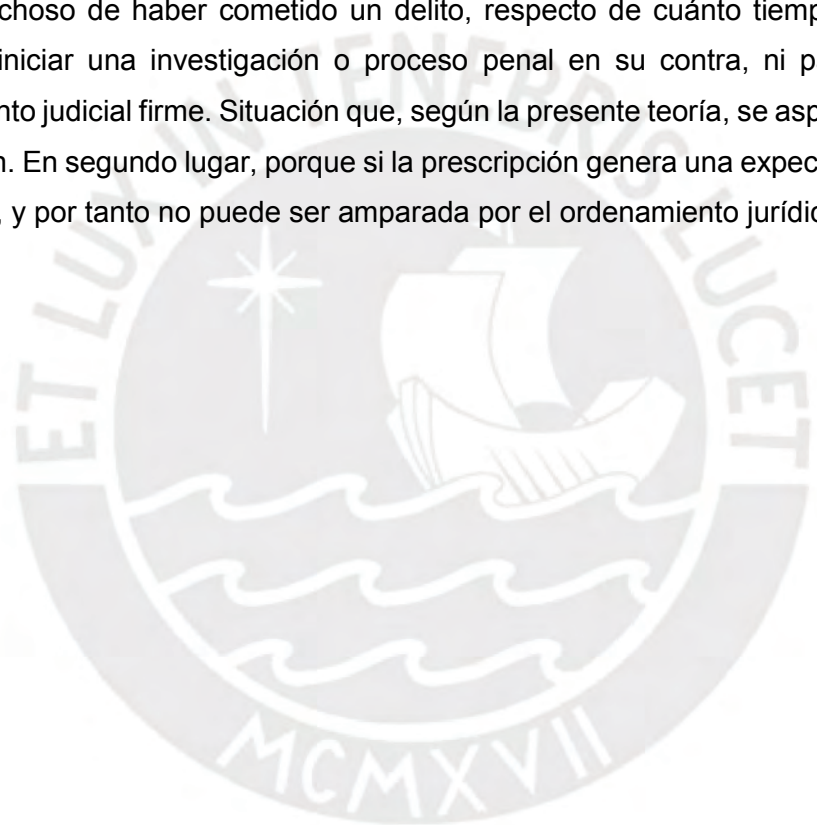 choso de haber cometido un delito, respecto de cuánto tiemp
iniciar una investigación o proceso penal en su contra, ni p
nto judicial firme. Situación que, según la presente teoría, se asp
n. En segundo lugar, porque si la prescripción genera una expec
, y por tanto no puede ser amparada por el ordenamiento jurídic
ET LUX IN TENEBRIS LUCET
MCMXVII